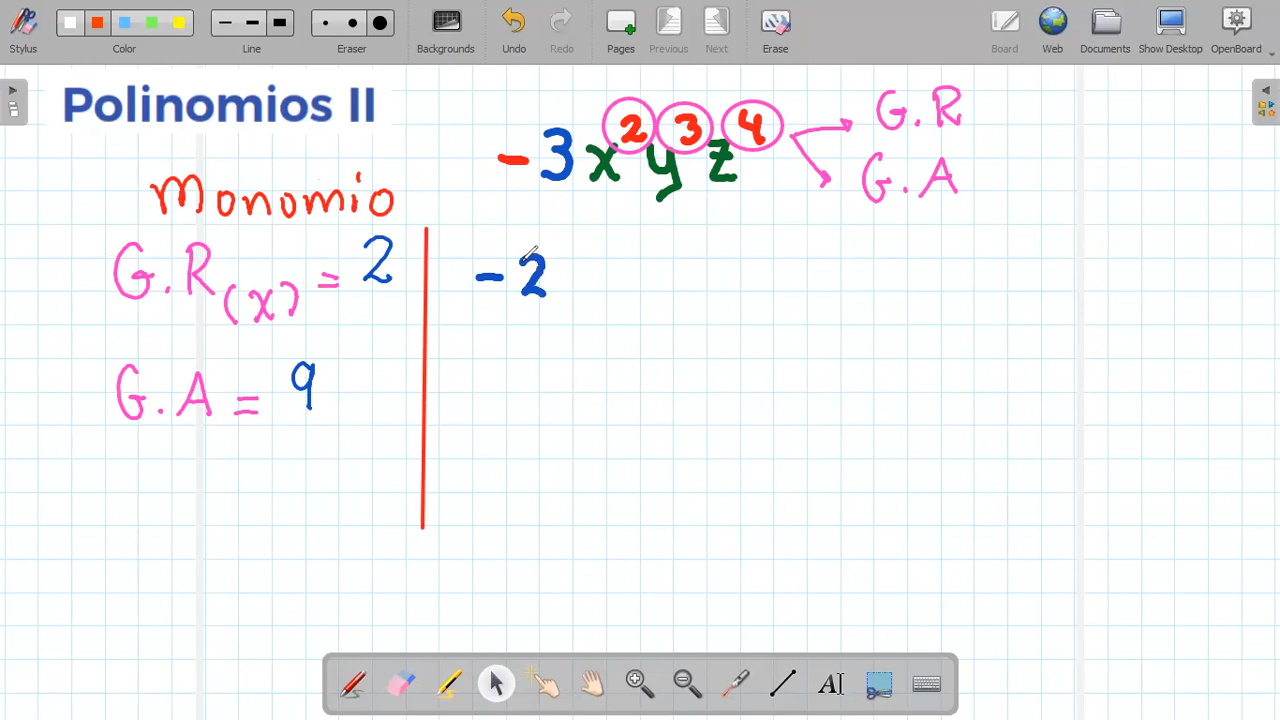 Stylus Color Line Eraser Backgrounds Undo Redo Pages Previous Next Erase Board Web Documents Show Desktop OpenBoard
Polinomios II
-3x²y³z⁴
G.R
G.A
Monomio
G.R(x) = 2
-2
G.A = 9